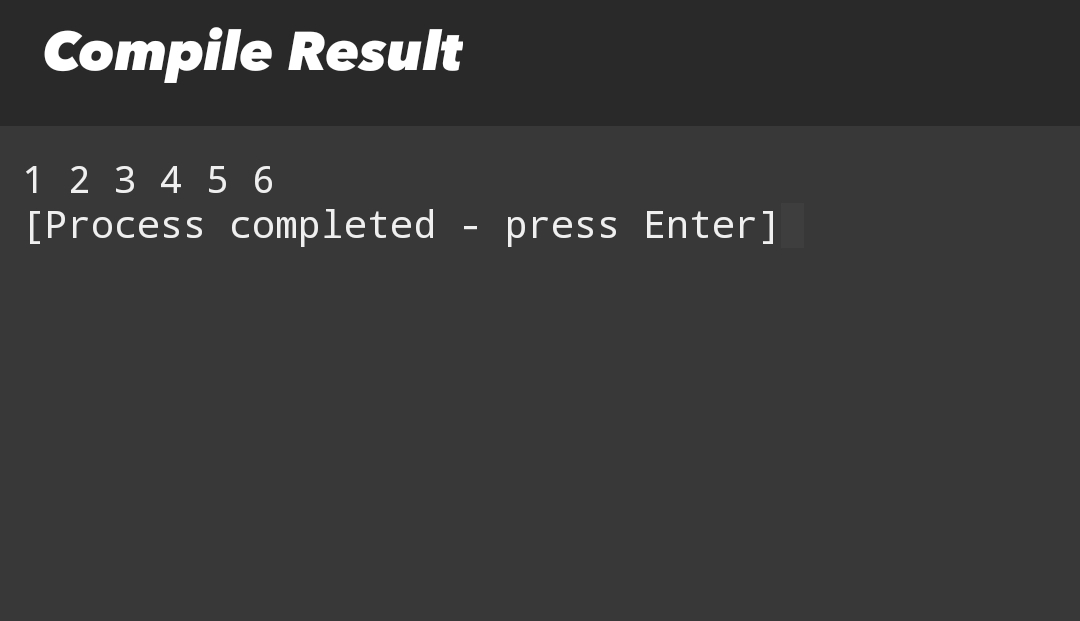 Compile Result
1 2 3 4 5 6
[Process completed - press Enter]